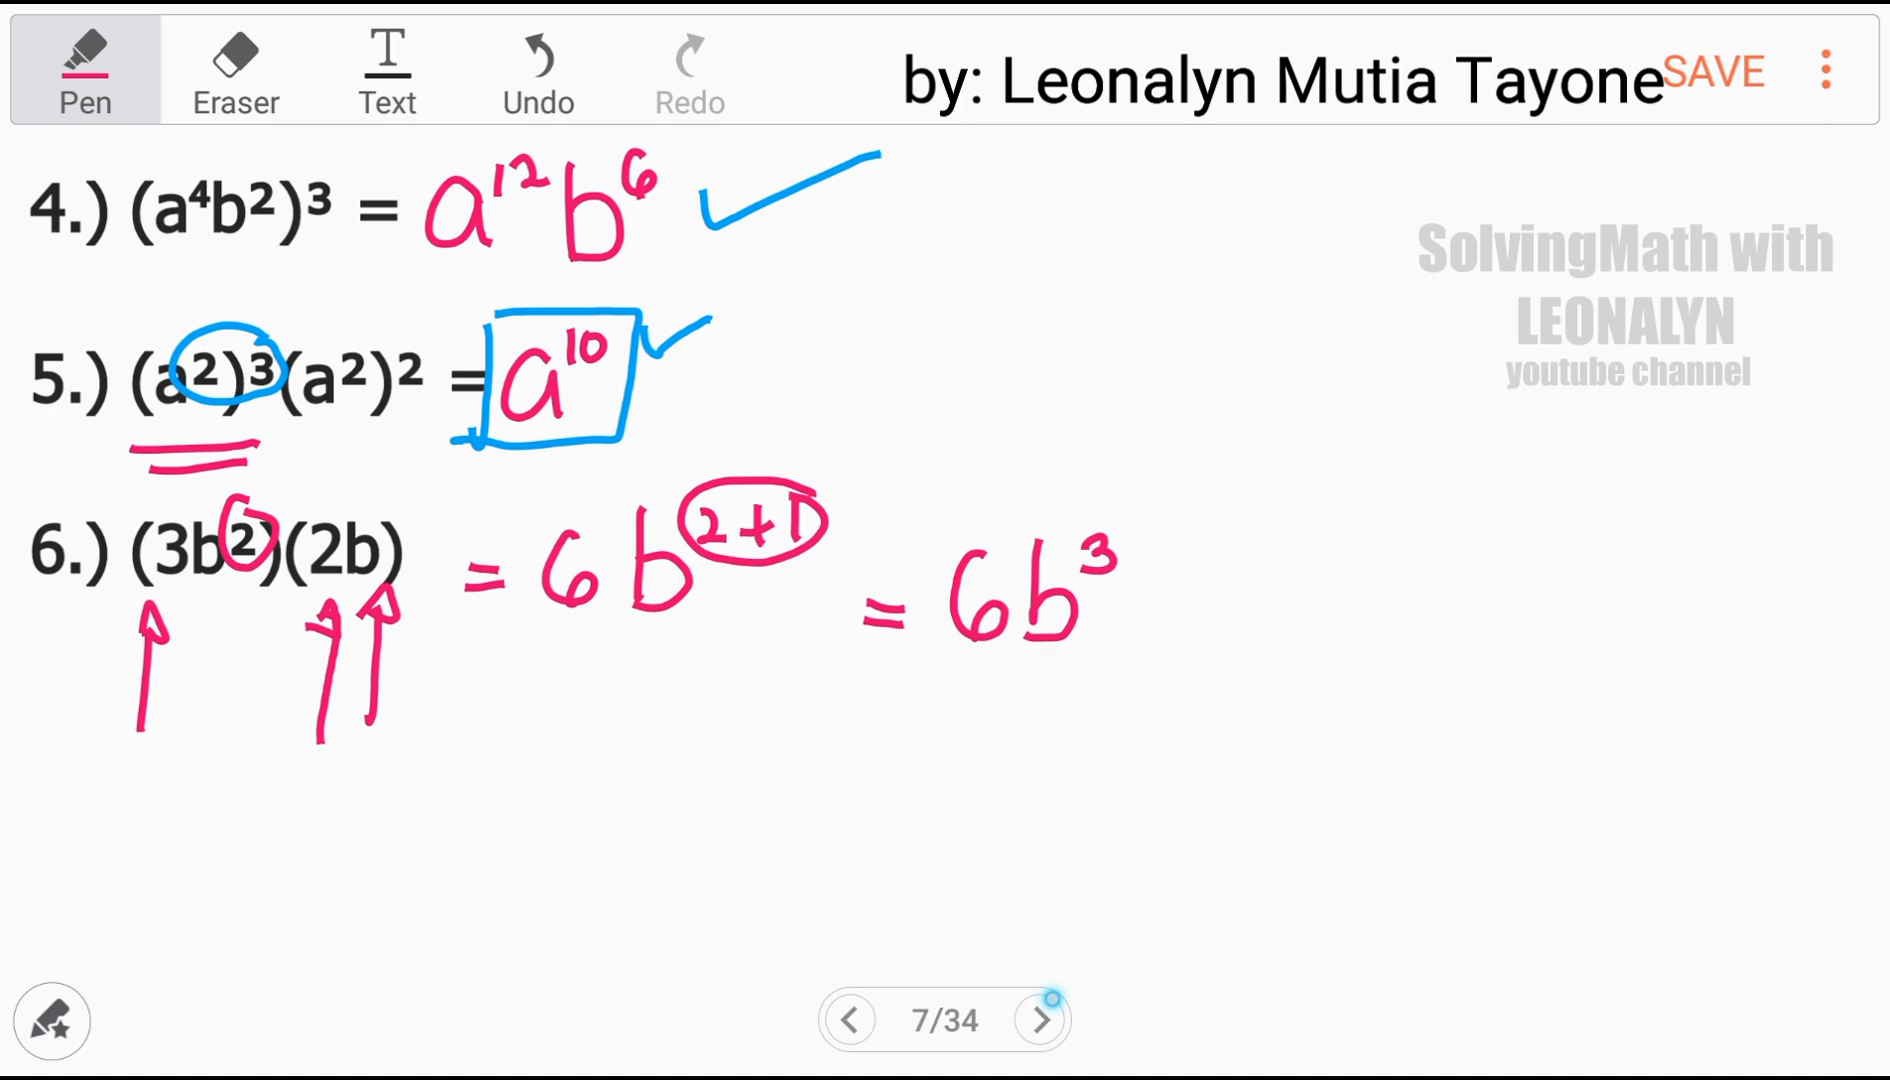 Pen Eraser Text Undo Redo by: Leonalyn Mutia Tayone SAVE
4.) (a⁴b²)³ = a¹²b⁶
SolvingMath with
LEONALYN
youtube channel
5.) (a²)³(a²)² = a¹⁰
6.) (3b²)(2b) = 6b²⁺¹ = 6b³
7/34